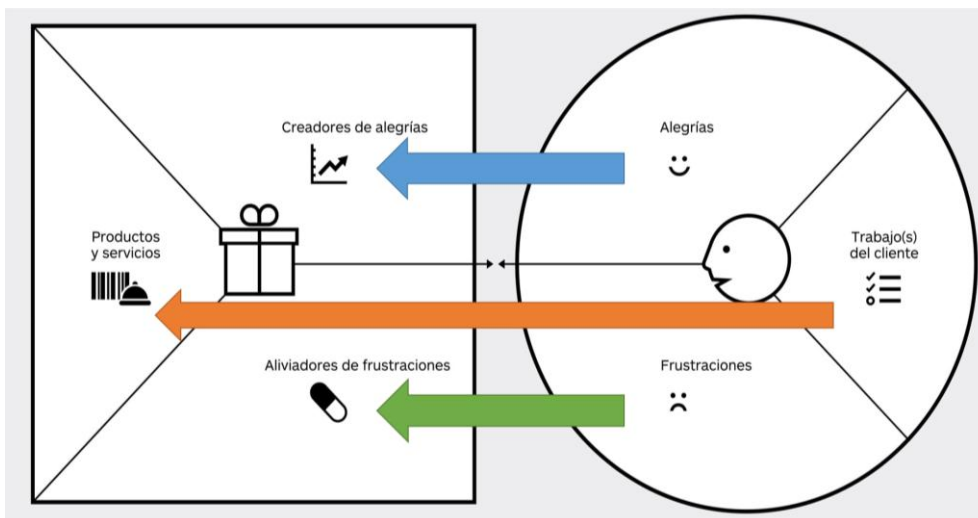 Creadores de alegrías
Alegrías
Productos
y servicios
Trabajo(s)
del cliente
Aliviadores de frustraciones
Frustraciones